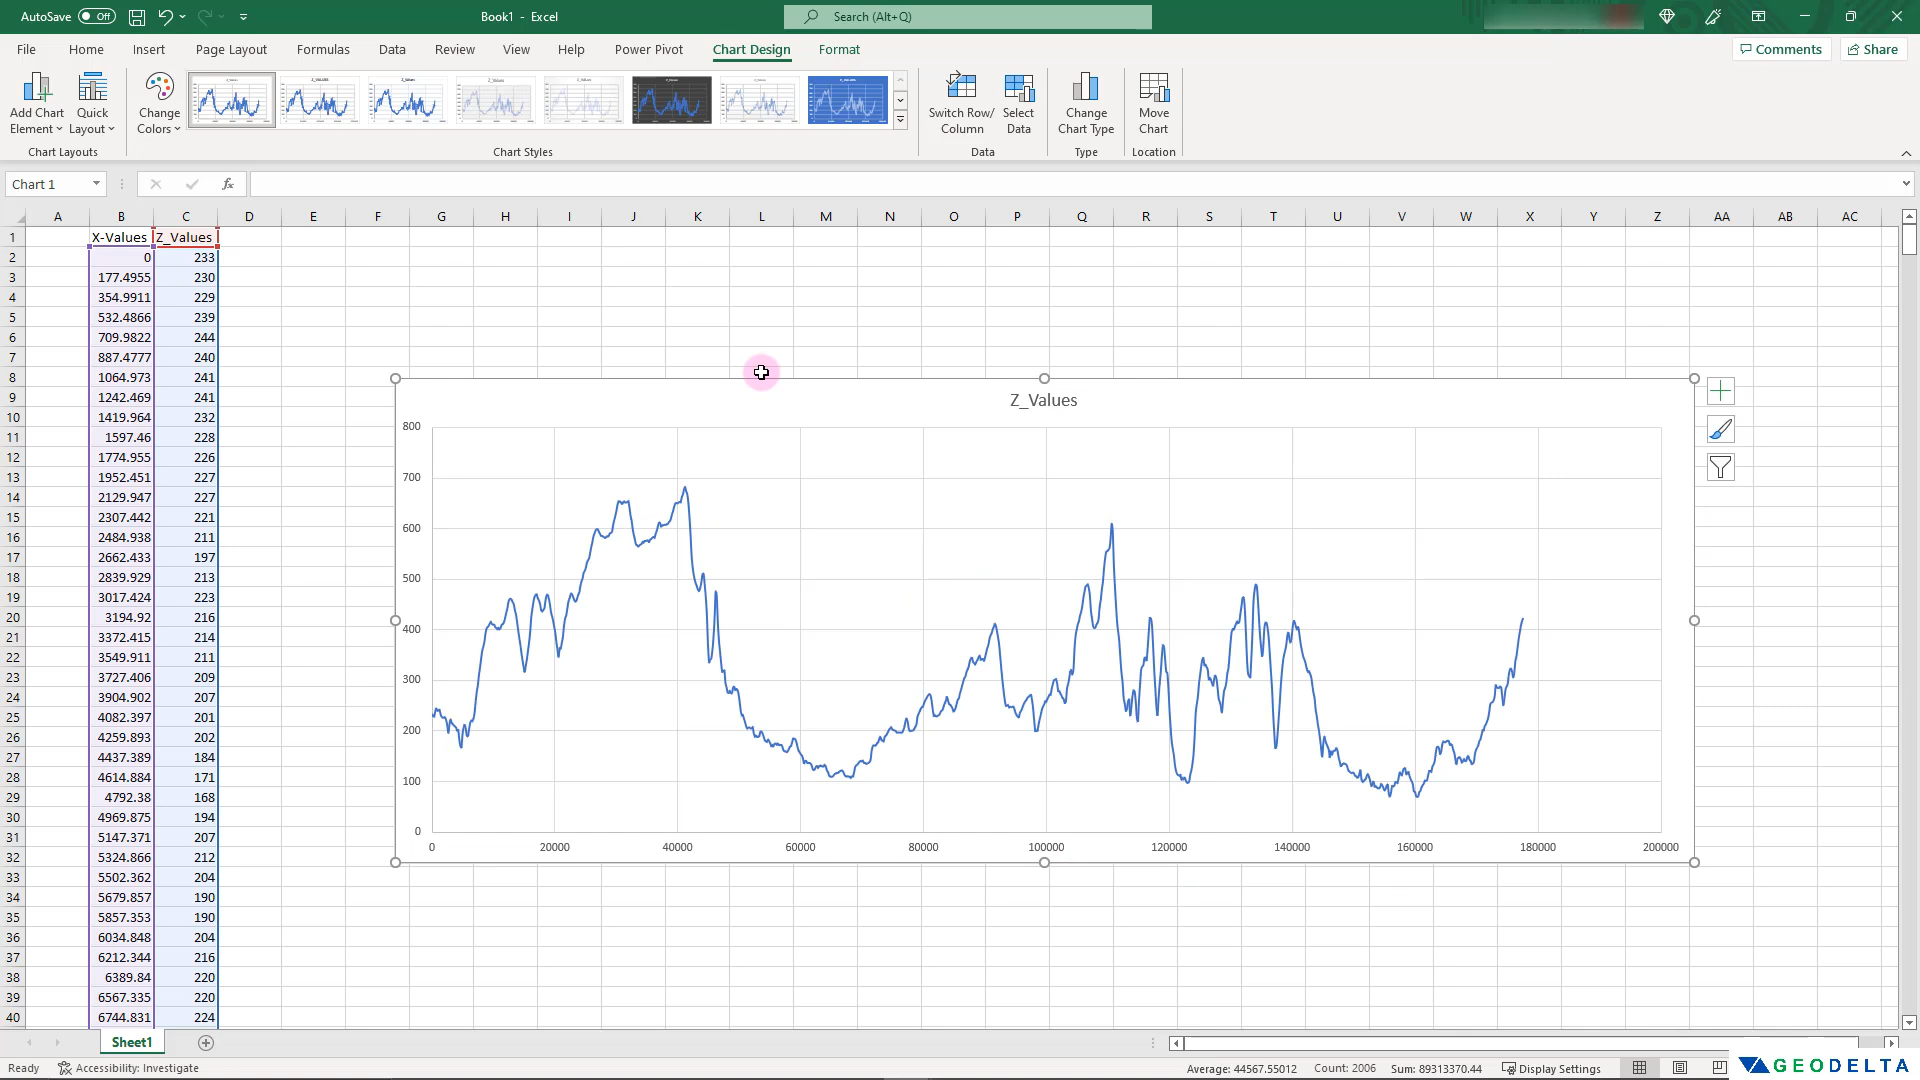 AutoSave Off Book1 - Excel Search (Alt+Q)
File Home Insert Page Layout Formulas Data Review View Help Power Pivot Chart Design Format Comments Share
Add Chart Element Quick Layout Change Colors Switch Row/ Column Select Data Change Chart Type Move Chart
Chart Layouts Chart Styles Data Type Location
Chart 1 fx
A B C D E F G H I J K L M N O P Q R S T U V W X Y Z AA AB AC
1 X-Values Z_Values
2 0 233
3 177.4955 230
4 354.9911 229
5 532.4866 239
6 709.9822 244
7 887.4777 240
8 1064.973 241
9 1242.469 241
10 1419.964 232
11 1597.46 228
12 1774.955 226
13 1952.451 227
14 2129.947 227
15 2307.442 221
16 2484.938 211
17 2662.433 197
18 2839.929 213
19 3017.424 223
20 3194.92 216
21 3372.415 214
22 3549.911 211
23 3727.406 209
24 3904.902 207
25 4082.397 201
26 4259.893 202
27 4437.389 184
28 4614.884 171
29 4792.38 168
30 4969.875 194
31 5147.371 207
32 5324.866 212
33 5502.362 204
34 5679.857 190
35 5857.353 190
36 6034.848 204
37 6212.344 216
38 6389.84 220
39 6567.335 220
40 6744.831 224
Z_Values
800
700
600
500
400
300
200
100
0
0 20000 40000 60000 80000 100000 120000 140000 160000 180000 200000
Sheet1
Ready Accessibility: Investigate Average: 44567.55012 Count: 2006 Sum: 89313370.44 Display Settings
GEODELTA